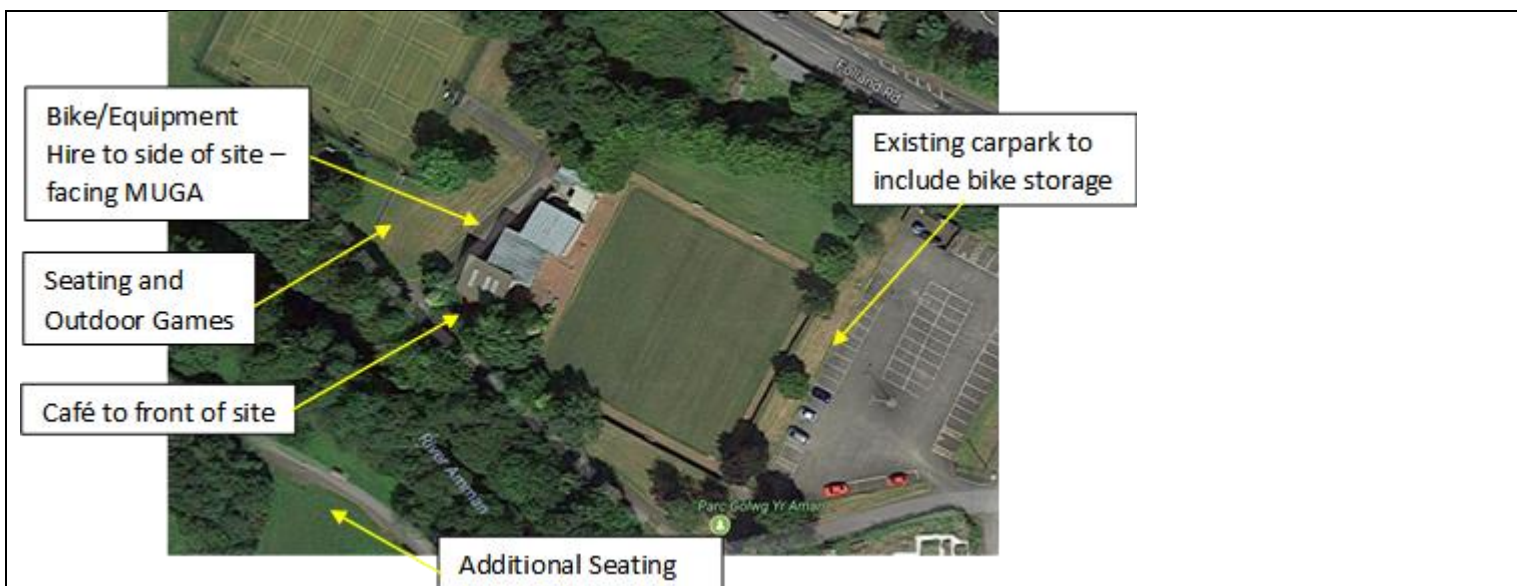 Folland Rd
Bike/Equipment
Hire to side of site –
facing MUGA
Existing carpark to
include bike storage
Seating and
Outdoor Games
Café to front of site
River Amman
Parc Golwg Yr Aman
Additional Seating